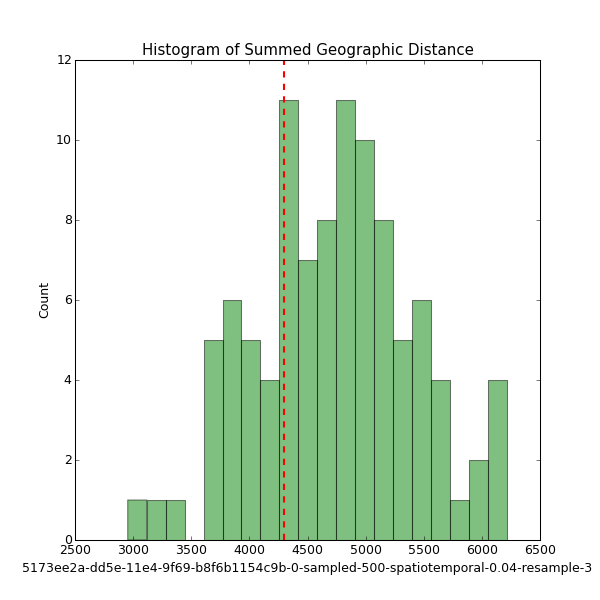 Histogram of Summed Geographic Distance
12
10
8
6
4
2
0
Count
2500 3000 3500 4000 4500 5000 5500 6000 6500
5173ee2a-dd5e-11e4-9f69-b8f6b1154c9b-0-sampled-500-spatiotemporal-0.04-resample-3